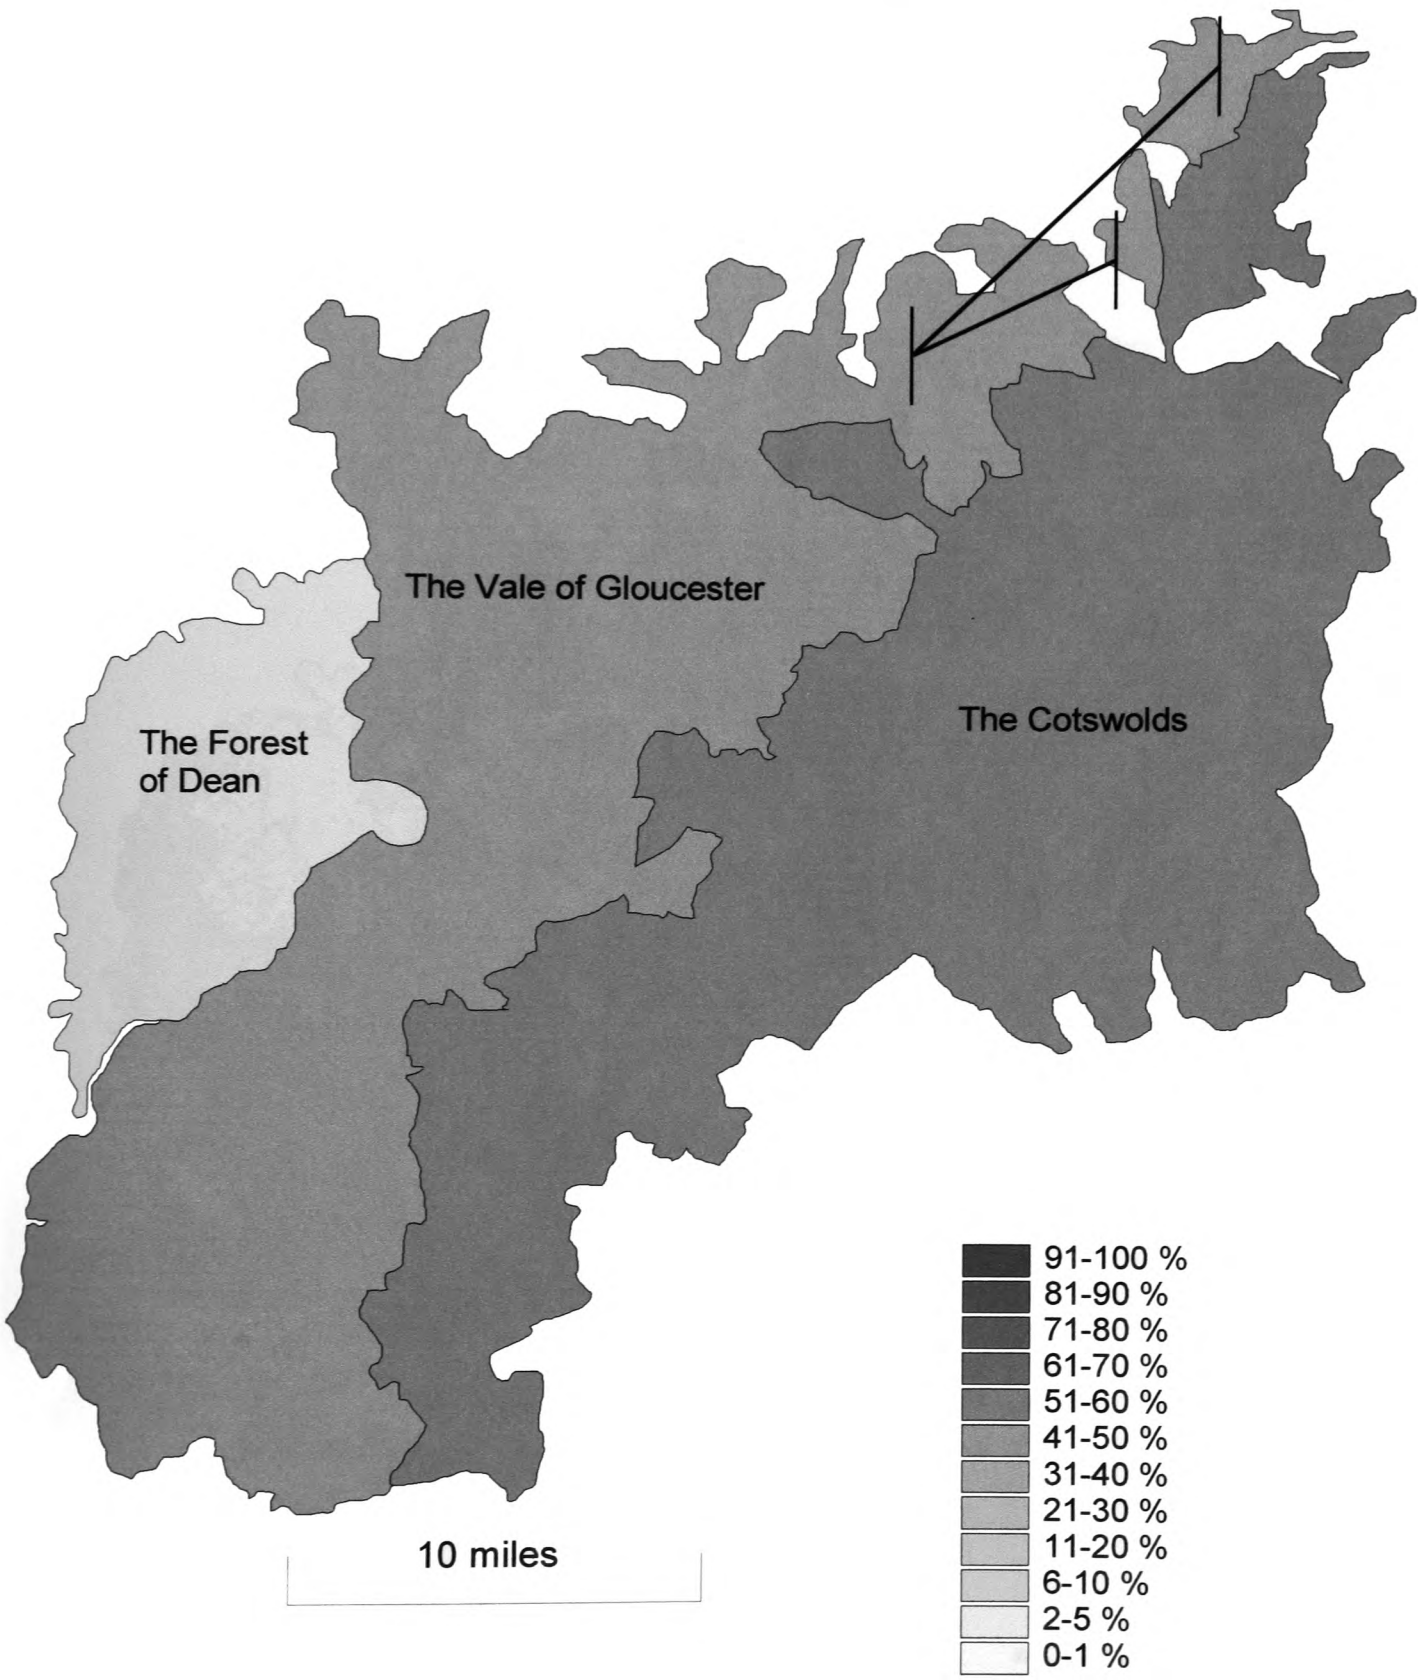 The Vale of Gloucester
The Cotswolds
The Forest
of Dean
10 miles
91-100 %
81-90 %
71-80 %
61-70 %
51-60 %
41-50 %
31-40 %
21-30 %
11-20 %
6-10 %
2-5 %
0-1 %